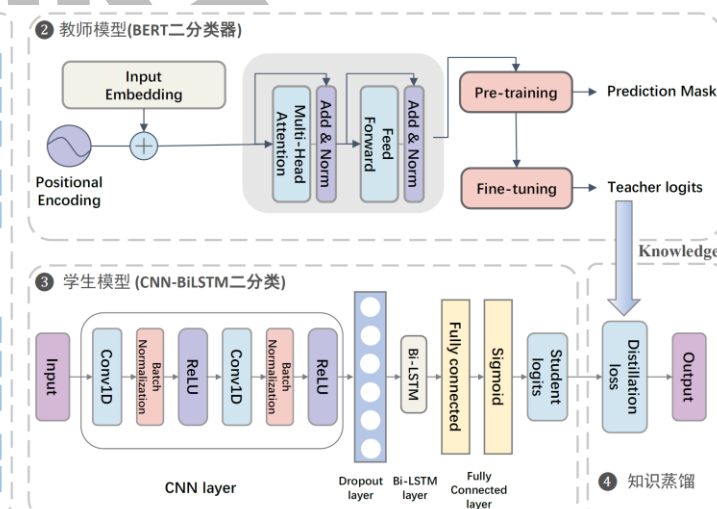 ❷ 教师模型(BERT二分类器)
Input
Embedding
Positional
Encoding
Multi-Head
Attention
Add & Norm
Feed
Forward
Add & Norm
Pre-training
Prediction Mask
Fine-tuning
Teacher logits
Knowledge
❸ 学生模型 (CNN-BiLSTM二分类)
Input
Conv1D
Batch
Normalization
ReLU
Conv1D
Batch
Normalization
ReLU
CNN layer
Dropout
layer
Bi-LSTM
Bi-LSTM
layer
Fully connected
Sigmoid
Fully
Connected
layer
Student
logits
Distillation
loss
Output
❹ 知识蒸馏